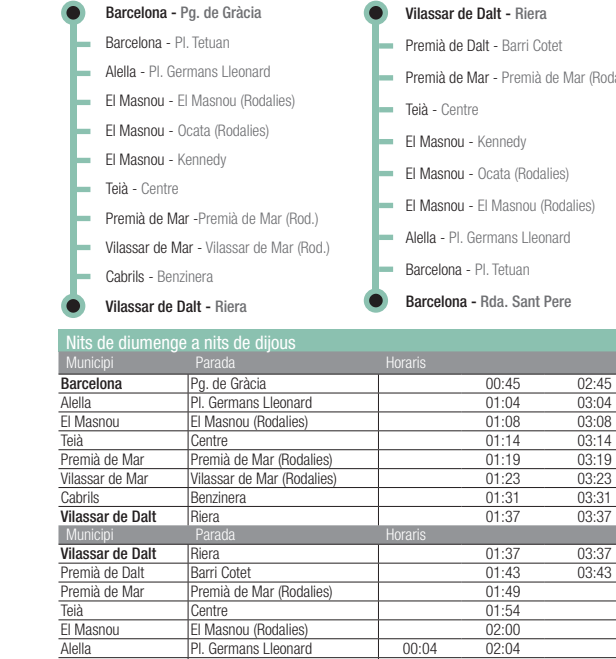 Barcelona - Pg. de Gràcia
Barcelona - Pl. Tetuan
Alella - Pl. Germans Lleonard
El Masnou - El Masnou (Rodalies)
El Masnou - Ocata (Rodalies)
El Masnou - Kennedy
Teià - Centre
Premià de Mar -Premià de Mar (Rod.)
Vilassar de Mar - Vilassar de Mar (Rod.)
Cabrils - Benzinera
Vilassar de Dalt - Riera
Vilassar de Dalt - Riera
Premià de Dalt - Barri Cotet
Premià de Mar - Premià de Mar (Roda
Teià - Centre
El Masnou - Kennedy
El Masnou - Ocata (Rodalies)
El Masnou - El Masnou (Rodalies)
Alella - Pl. Germans Lleonard
Barcelona - Pl. Tetuan
Barcelona - Rda. Sant Pere
Nits de diumenge a nits de dijous
Municipi Parada Horaris
Barcelona Pg. de Gràcia 00:45 02:45
Alella Pl. Germans Lleonard 01:04 03:04
El Masnou El Masnou (Rodalies) 01:08 03:08
Teià Centre 01:14 03:14
Premià de Mar Premià de Mar (Rodalies) 01:19 03:19
Vilassar de Mar Vilassar de Mar (Rodalies) 01:23 03:23
Cabrils Benzinera 01:31 03:31
Vilassar de Dalt Riera 01:37 03:37
Municipi Parada Horaris
Vilassar de Dalt Riera 01:37 03:37
Premià de Dalt Barri Cotet 01:43 03:43
Premià de Mar Premià de Mar (Rodalies) 01:49
Teià Centre 01:54
El Masnou El Masnou (Rodalies) 02:00
Alella Pl. Germans Lleonard 00:04 02:04